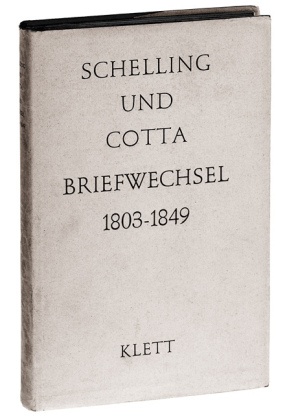 SCHELLING
UND
COTTA
BRIEFWECHSEL
1803-1849
KLETT